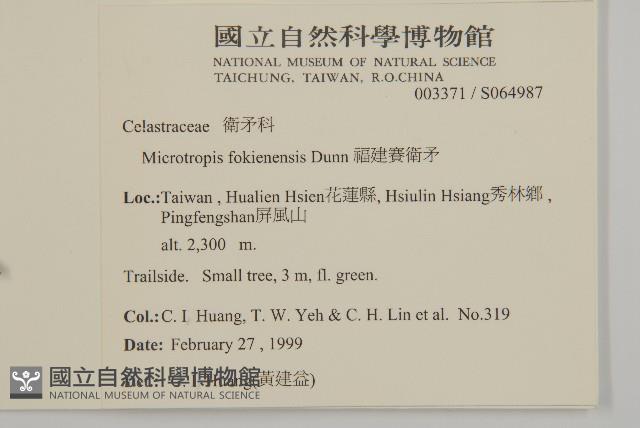 國立自然科學博物館
NATIONAL MUSEUM OF NATURAL SCIENCE
TAICHUNG, TAIWAN, R.O.CHINA
003371 / S064987
Celastraceae 衛矛科
Microtropis fokienensis Dunn 福建賽衛矛
Loc.:Taiwan , Hualien Hsien花蓮縣, Hsiulin Hsiang秀林鄉 ,
Pingfengshan屏風山
alt. 2,300 m.
Trailside. Small tree, 3 m, fl. green.
Col.: C. I. Huang, T. W. Yeh & C. H. Lin et al. No.319
Date: February 27 , 1999
Huang(黃建益)
國立自然科學博物館
NATIONAL MUSEUM OF NATURAL SCIENCE